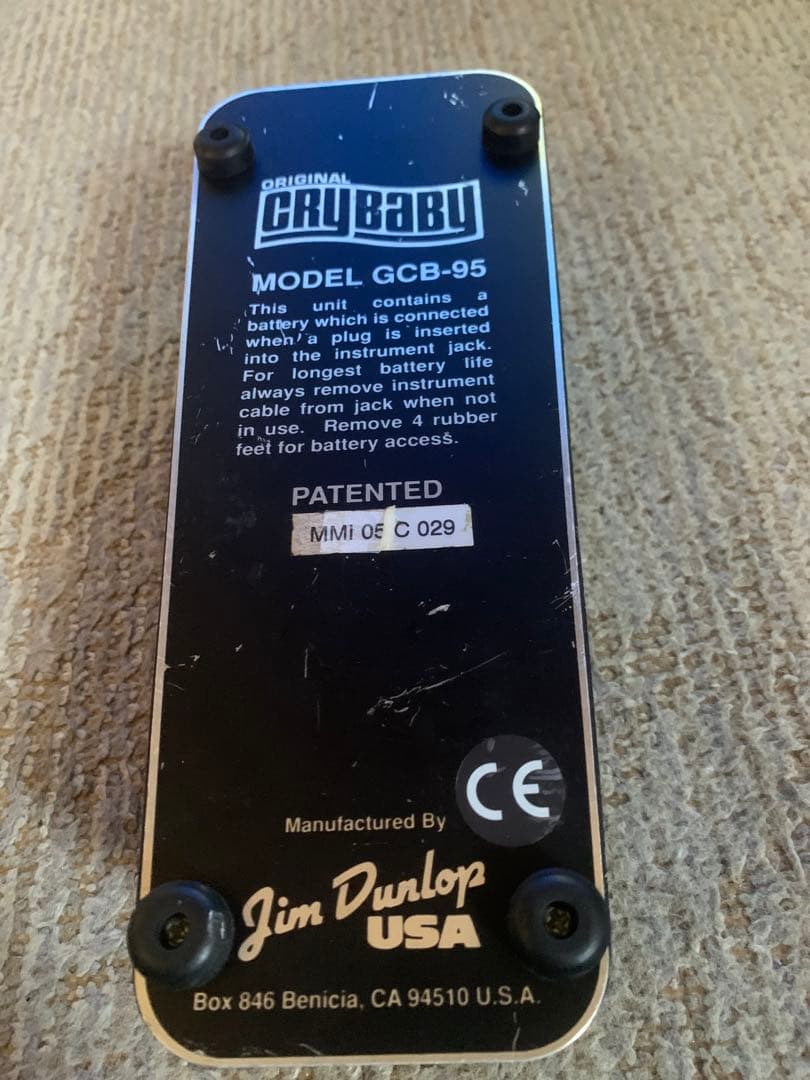 ORIGINAL
CRYBABY
MODEL GCB-95
This unit contains a
battery which is connected
when a plug is inserted
into the instrument jack.
For longest battery life
always remove instrument
cable from jack when not
in use. Remove 4 rubber
feet for battery access.
PATENTED
MMi 05 C 029
CE
Manufactured By
Jim Dunlop
USA
Box 846 Benicia, CA 94510 U.S.A.